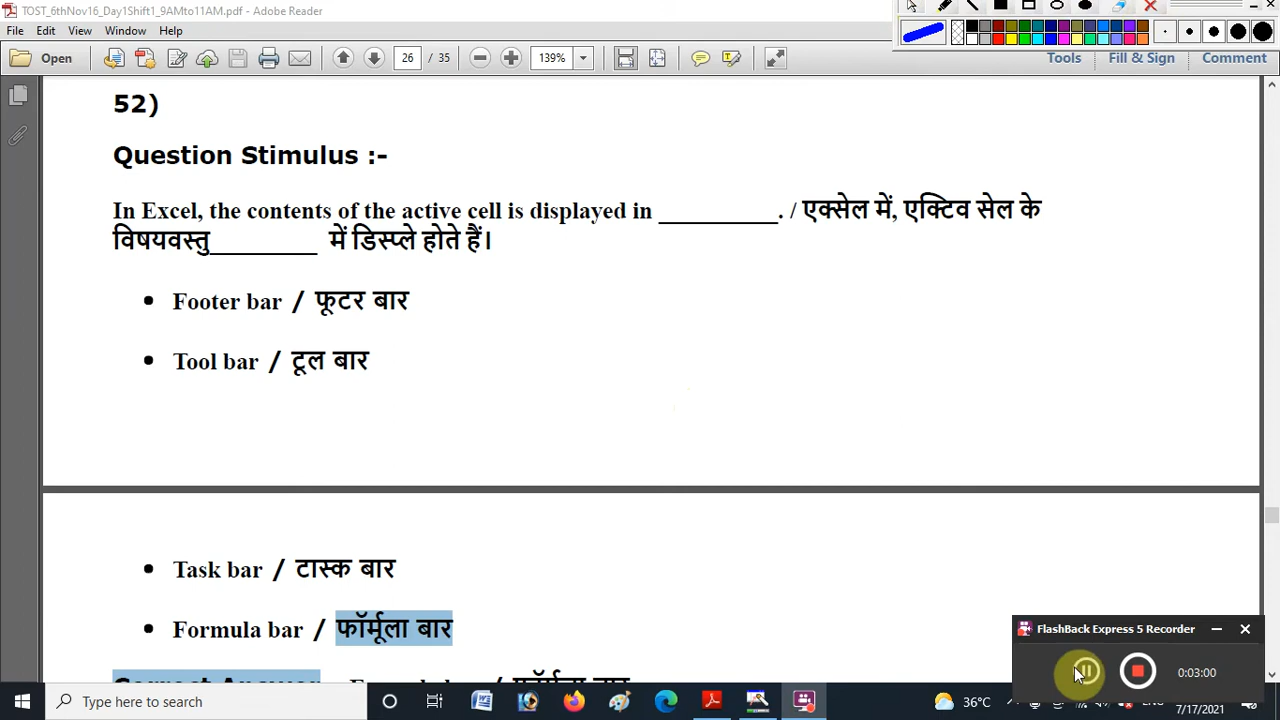 TOST_6thNov16_Day1Shift1_9AMto11AM.pdf - Adobe Reader
File Edit View Window Help
Open 26 / 35 139% Tools Fill & Sign Comment
52)
Question Stimulus :-
In Excel, the contents of the active cell is displayed in __________. / एक्सेल में, एक्टिव सेल के
विषयवस्तु_________ में डिस्प्ले होते हैं।
• Footer bar / फूटर बार
• Tool bar / टूल बार
• Task bar / टास्क बार
• Formula bar / फॉर्मूला बार
FlashBack Express 5 Recorder
0:03:00
Type here to search
36°C
7/17/2021